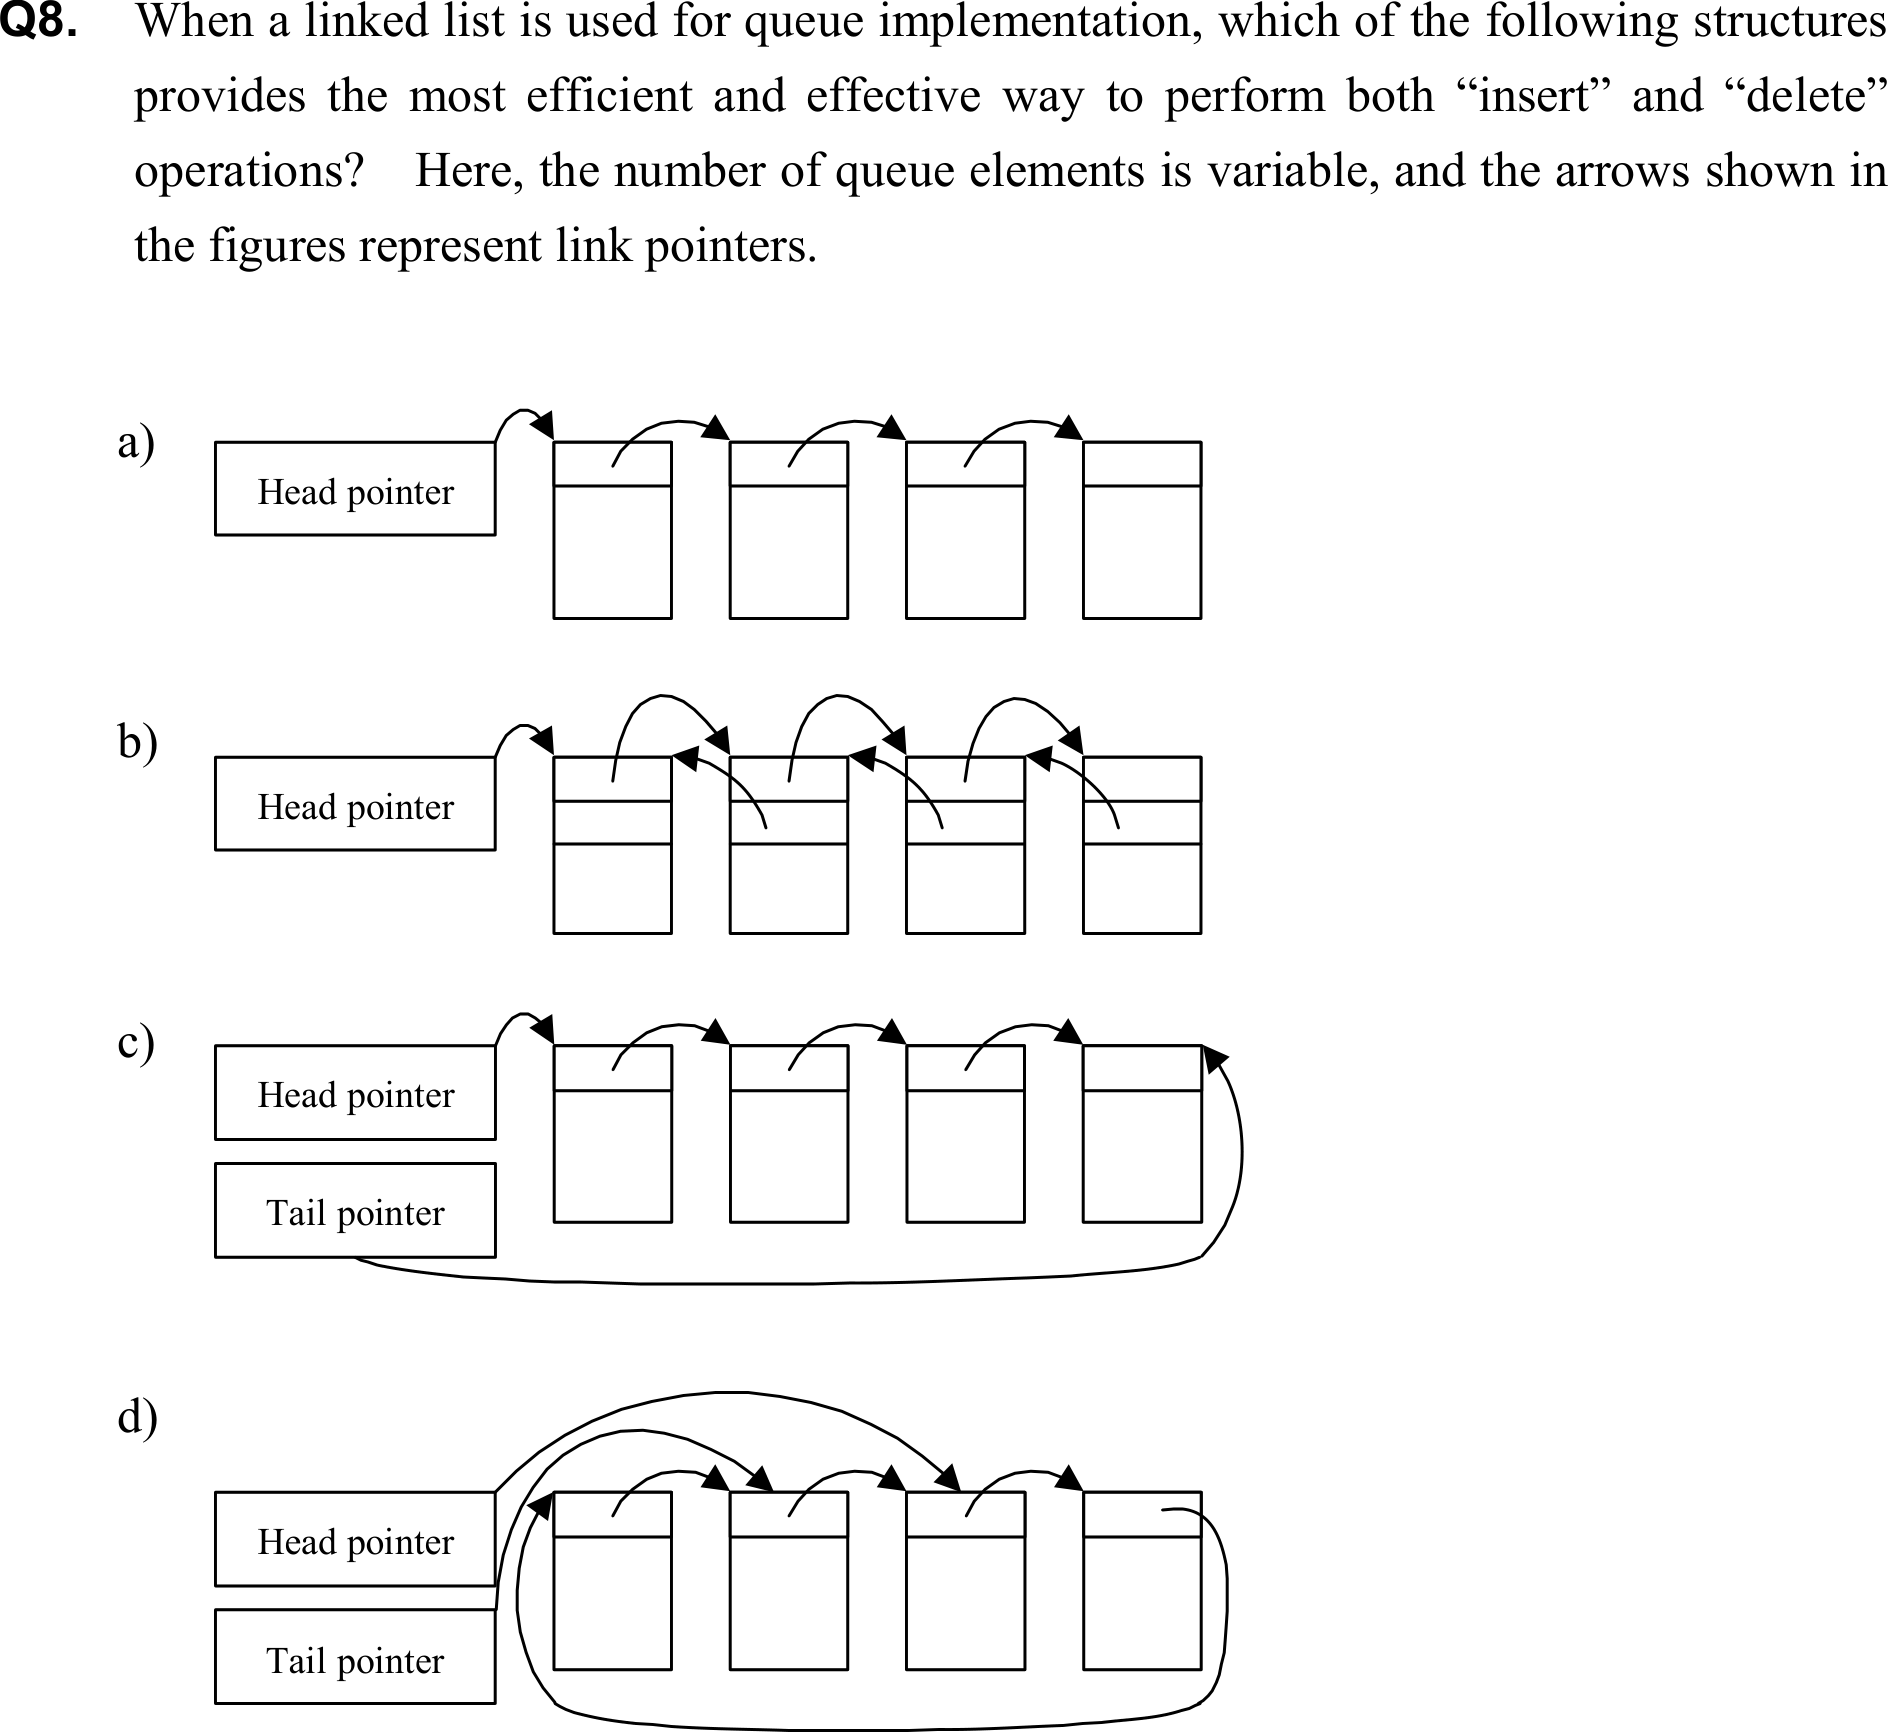 Q8. When a linked list is used for queue implementation, which of the following structures
provides the most efficient and effective way to perform both “insert” and “delete”
operations? Here, the number of queue elements is variable, and the arrows shown in
the figures represent link pointers.
a)
Head pointer
b)
Head pointer
c)
Head pointer
Tail pointer
d)
Head pointer
Tail pointer